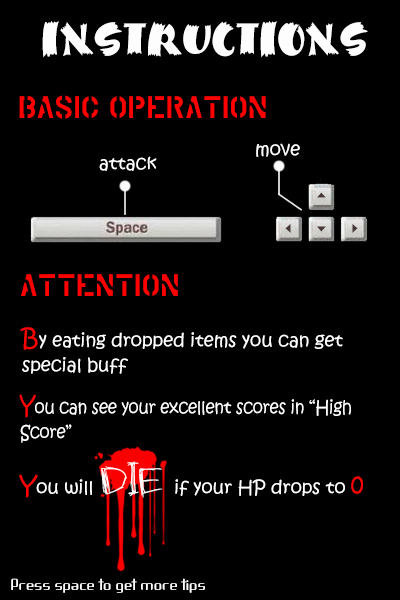 INSTRUCTIONS
BASIC OPERATION
attack
move
Space
ATTENTION
By eating dropped items you can get
special buff
You can see your excellent scores in “High
Score”
You will DIE if your HP drops to 0
Press space to get more tips